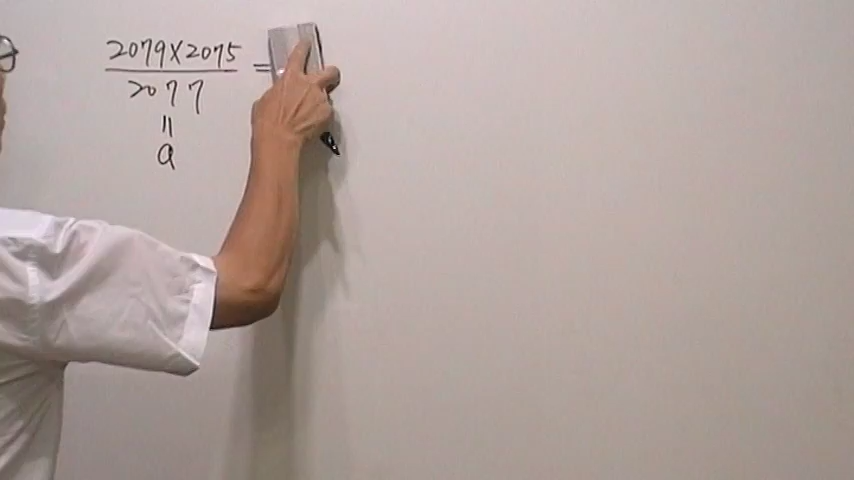 2079×2075 =
2077
=
a